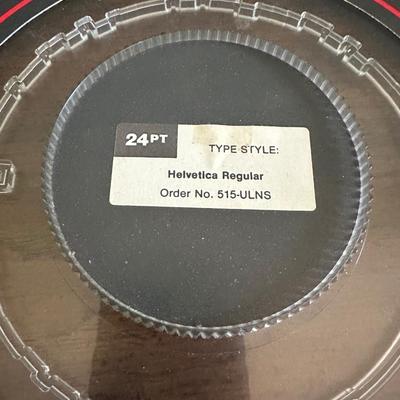 24PT
TYPE STYLE:
Helvetica Regular
Order No. 515-ULNS